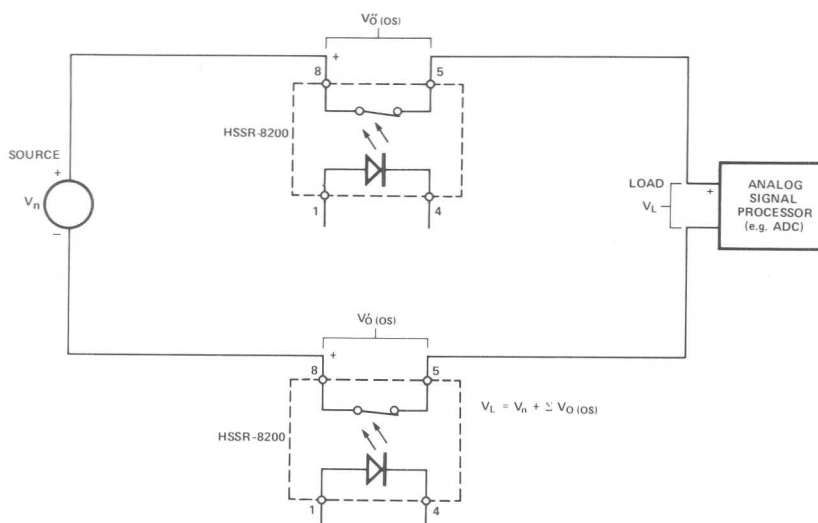 V″O (OS)
+
8
5
HSSR-8200
SOURCE
+
Vn
−
1
4
LOAD
VL
+
ANALOG
SIGNAL
PROCESSOR
(e.g. ADC)
V′O (OS)
+
8
5
HSSR-8200
VL = Vn + Σ VO (OS)
1
4